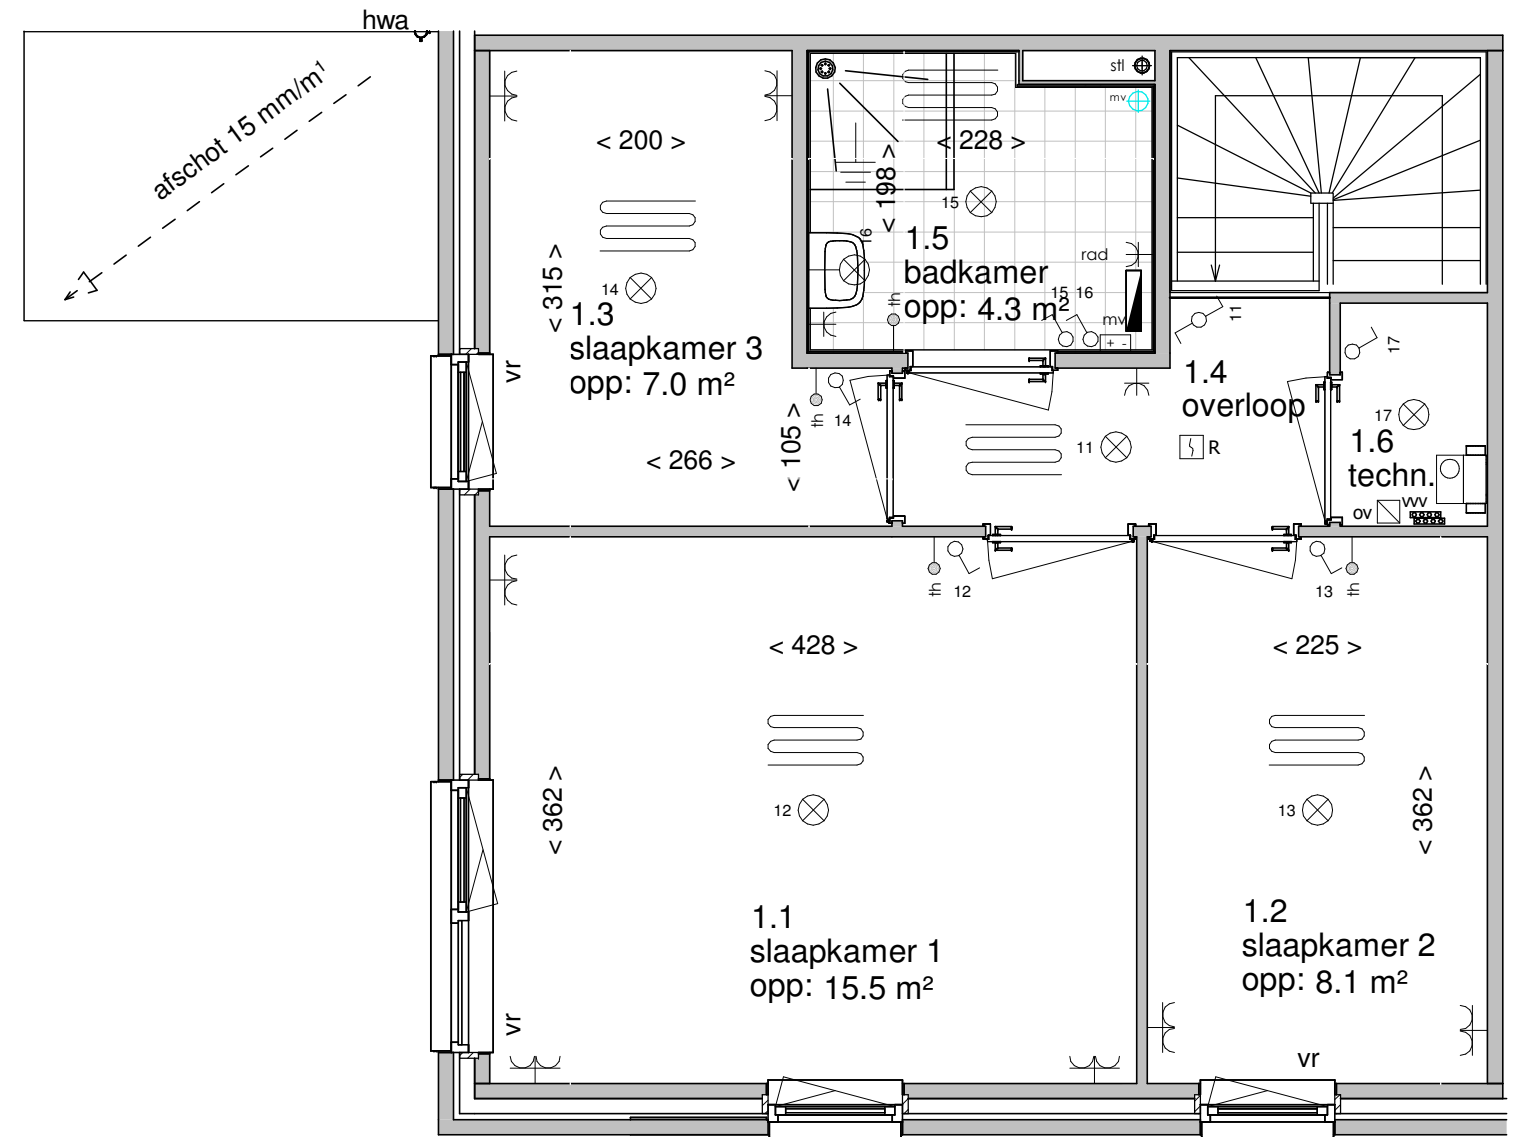 hwa
afschot 15 mm/m¹
stl
mv
< 200 >
< 228 >
< 198 >
15
16
1.5
badkamer
opp: 4.3 m²
rad
15 16
mv
+ -
th
< 315 >
14
1.3
slaapkamer 3
opp: 7.0 m²
vr
11
17
1.4
overloop
th
14
< 105 >
< 266 >
11
R
17
1.6
techn.
ov
vvv
th
12
13
th
< 428 >
< 225 >
< 362 >
12
13
< 362 >
1.1
slaapkamer 1
opp: 15.5 m²
1.2
slaapkamer 2
opp: 8.1 m²
vr
vr